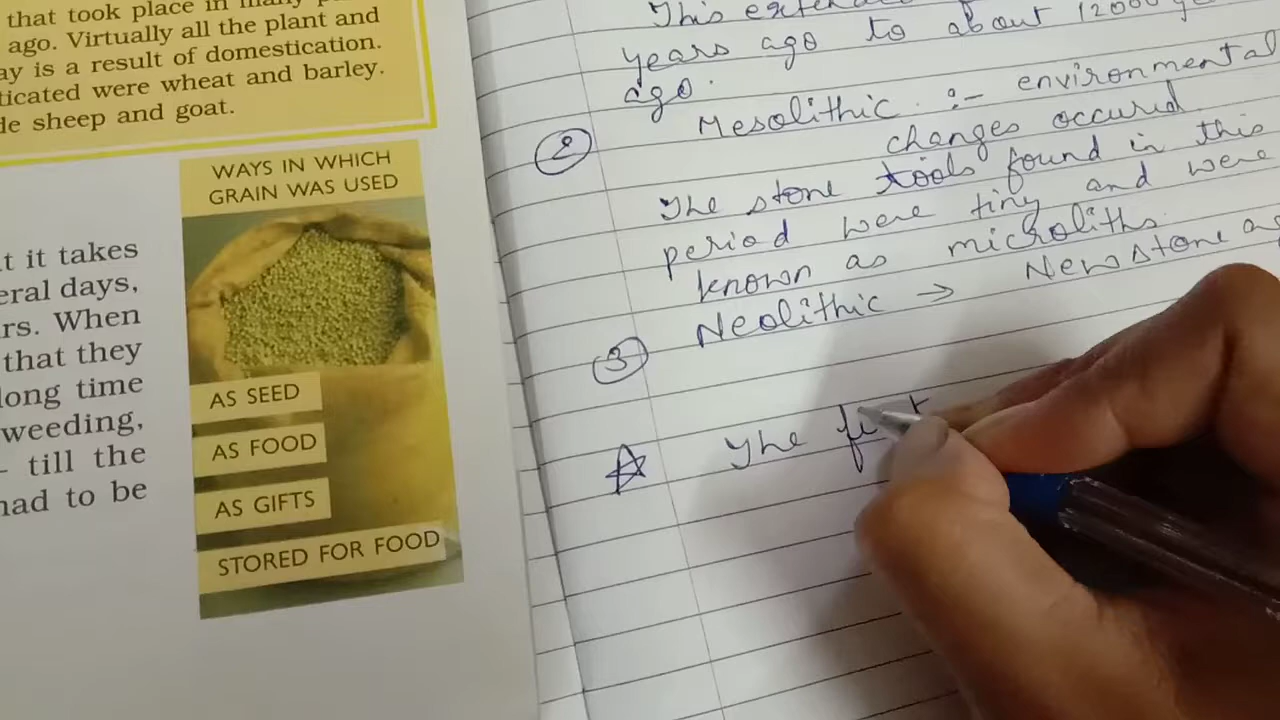 that took place in many
ago. Virtually all the plant and
ay is a result of domestication.
ticated were wheat and barley.
de sheep and goat.
WAYS IN WHICH
GRAIN WAS USED
t it takes
eral days,
rs. When
that they
long time
weeding,
– till the
had to be
AS SEED
AS FOOD
AS GIFTS
STORED FOR FOOD
This
years ago to about 12000
ago.
② Mesolithic :- environmental
changes occured
The stone tools found in this
period were tiny and were
known as microliths.
③ Neolithic → New stone
☆ The first